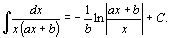 ∫ dx / x(ax + b) = − 1/b ln |ax + b / x| + C.